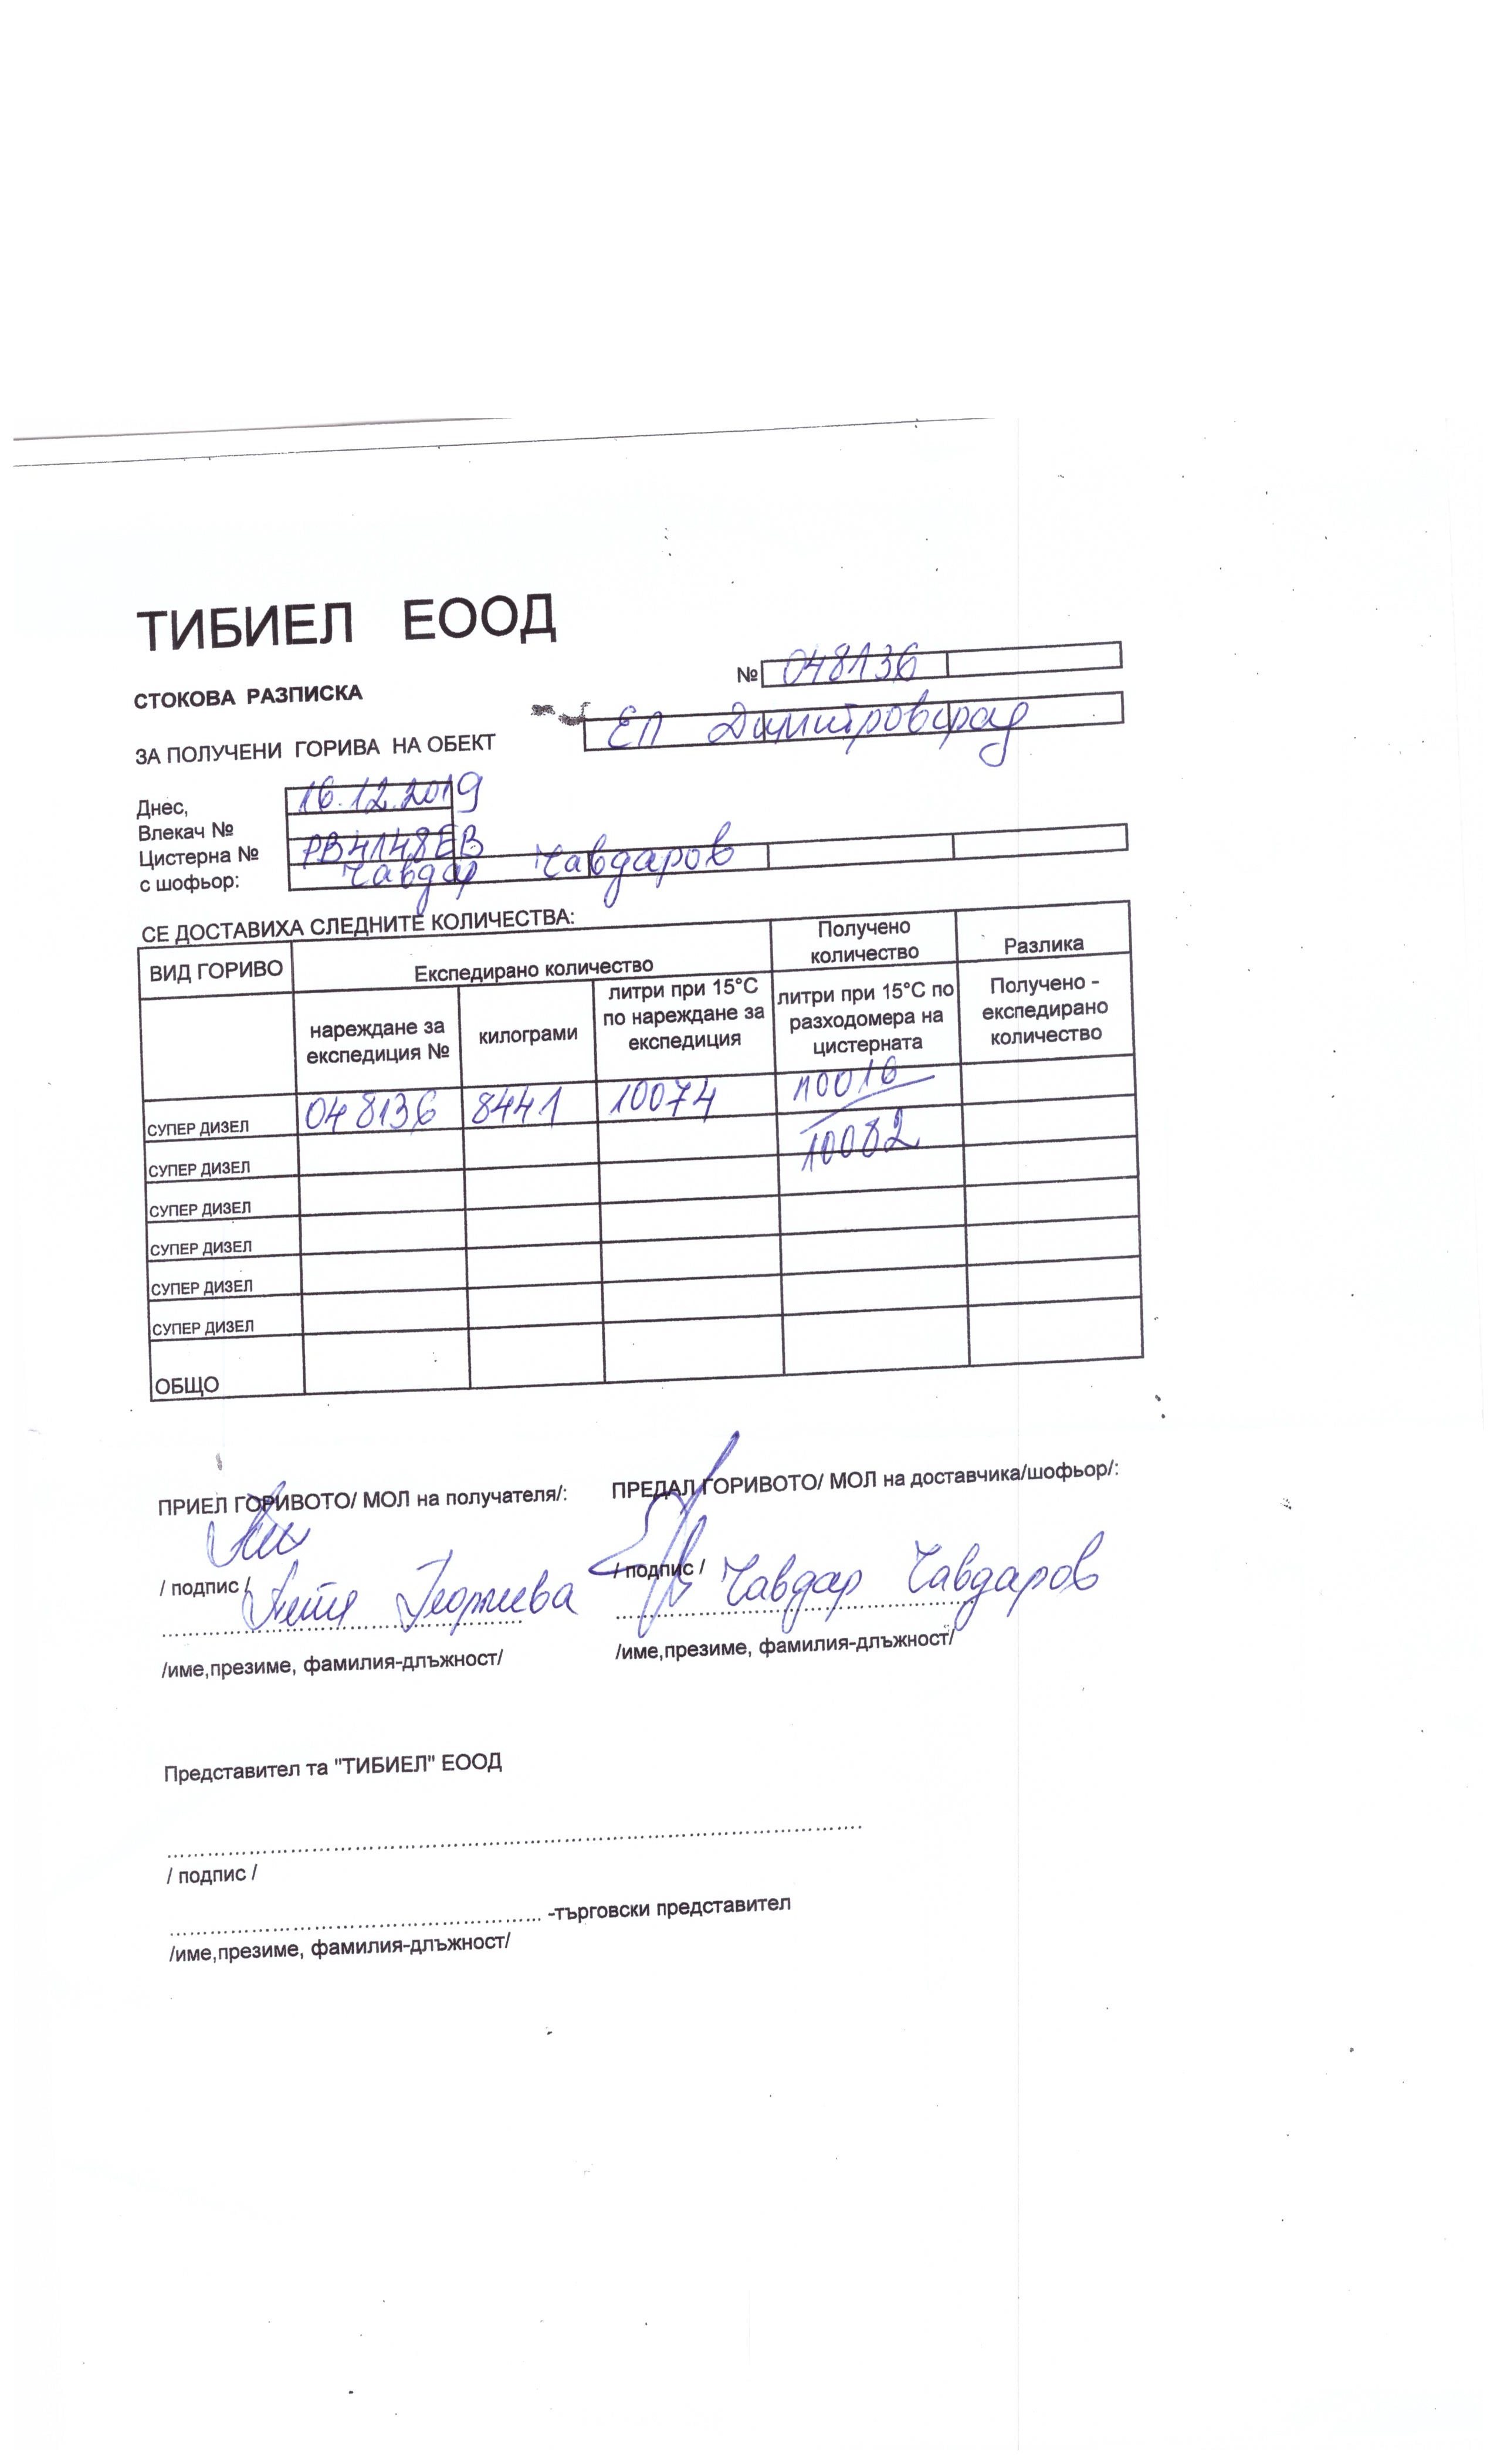 ТИБИЕЛ ЕООД
№ 048136
СТОКОВА РАЗПИСКА
ЕП Димитровград
ЗА ПОЛУЧЕНИ ГОРИВА НА ОБЕКТ
Днес, 16.12.2019
Влекач №
Цистерна № РВ4148ЕВ
с шофьор: Чавдар Чавдаров
СЕ ДОСТАВИХА СЛЕДНИТЕ КОЛИЧЕСТВА:
ВИД ГОРИВО Експедирано количество Получено количество Разлика
нареждане за експедиция № килограми литри при 15°C по нареждане за експедиция литри при 15°C по разходомера на цистерната Получено - експедирано количество
СУПЕР ДИЗЕЛ 048136 8441 10074 10016
СУПЕР ДИЗЕЛ 10082
СУПЕР ДИЗЕЛ
СУПЕР ДИЗЕЛ
СУПЕР ДИЗЕЛ
СУПЕР ДИЗЕЛ
ОБЩО
ПРИЕЛ ГОРИВОТО/ МОЛ на получателя/: ПРЕДАЛ ГОРИВОТО/ МОЛ на доставчика/шофьор/:
/ подпис / Георгиева / подпис / Чавдар Чавдаров
/име,презиме, фамилия-длъжност/ /име,презиме, фамилия-длъжност/
Представител та "ТИБИЕЛ" ЕООД
/ подпис /
-търговски представител
/име,презиме, фамилия-длъжност/